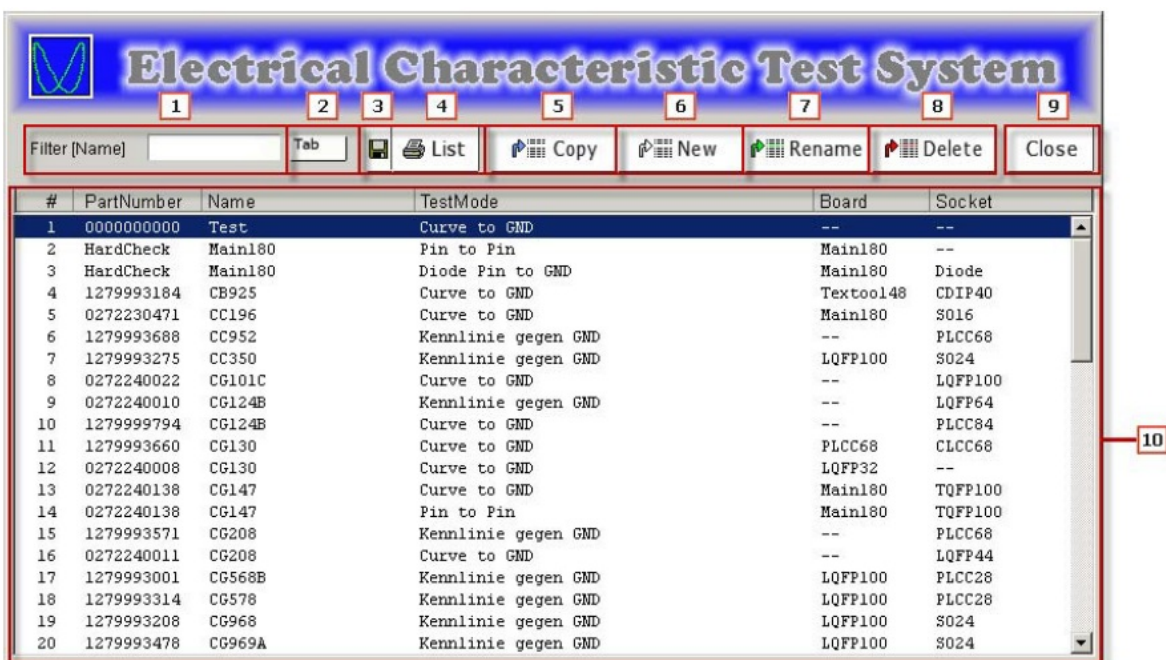 Electrical Characteristic Test System
1 2 3 4 5 6 7 8 9
Filter [Name] Tab List Copy New Rename Delete Close
# PartNumber Name TestMode Board Socket
1 0000000000 Test Curve to GND -- --
2 HardCheck Main180 Pin to Pin Main180 --
3 HardCheck Main180 Diode Pin to GND Main180 Diode
4 1279993184 CB925 Curve to GND Textool48 CDIP40
5 0272230471 CC196 Curve to GND Main180 SO16
6 1279993688 CC952 Kennlinie gegen GND -- PLCC68
7 1279993275 CC350 Kennlinie gegen GND LQFP100 SO24
8 0272240022 CG101C Curve to GND -- LQFP100
9 0272240010 CG124B Kennlinie gegen GND -- LQFP64
10 1279999794 CG124B Curve to GND -- PLCC84
11 1279993660 CG130 Curve to GND PLCC68 CLCC68
12 0272240008 CG130 Curve to GND LQFP32 --
13 0272240138 CG147 Curve to GND Main180 TQFP100
14 0272240138 CG147 Pin to Pin Main180 TQFP100
15 1279993571 CG208 Kennlinie gegen GND -- PLCC68
16 0272240011 CG208 Curve to GND -- LQFP44
17 1279993001 CG568B Kennlinie gegen GND LQFP100 PLCC28
18 1279993314 CG578 Kennlinie gegen GND LQFP100 PLCC28
19 1279993208 CG968 Kennlinie gegen GND LQFP100 SO24
20 1279993478 CG969A Kennlinie gegen GND LQFP100 SO24
10